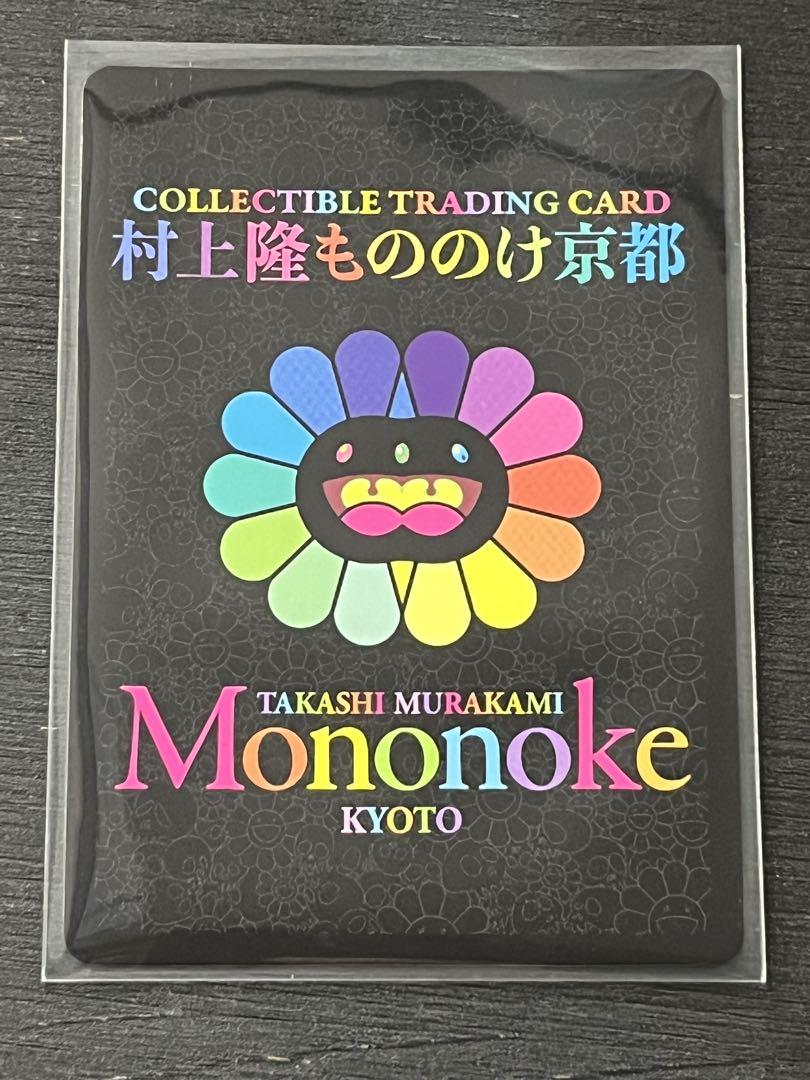 COLLECTIBLE TRADING CARD
村上隆もののけ京都
TAKASHI MURAKAMI
Mononoke
KYOTO